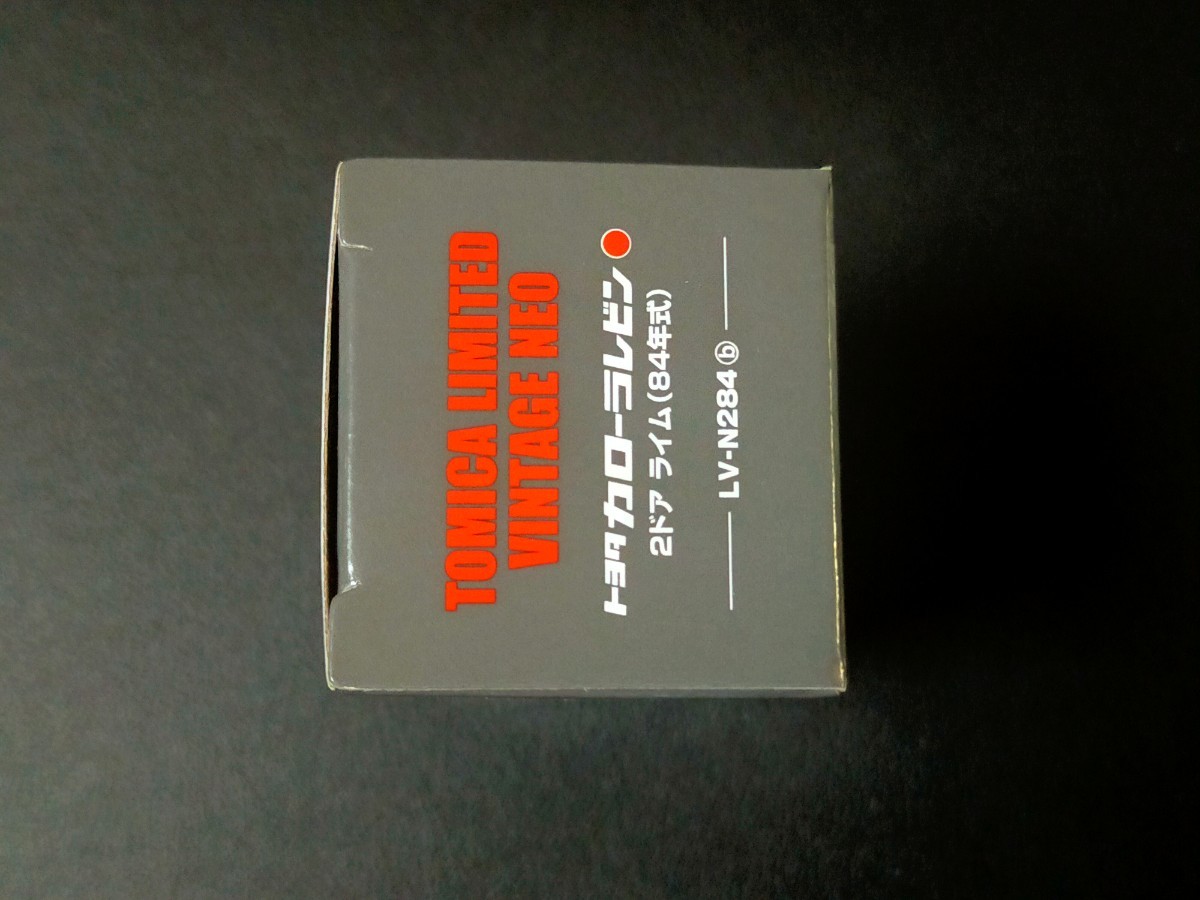 TOMICA LIMITED
VINTAGE NEO
トヨタ カローラレビン
2ドア ライム(84年式)
LV-N284ⓑ